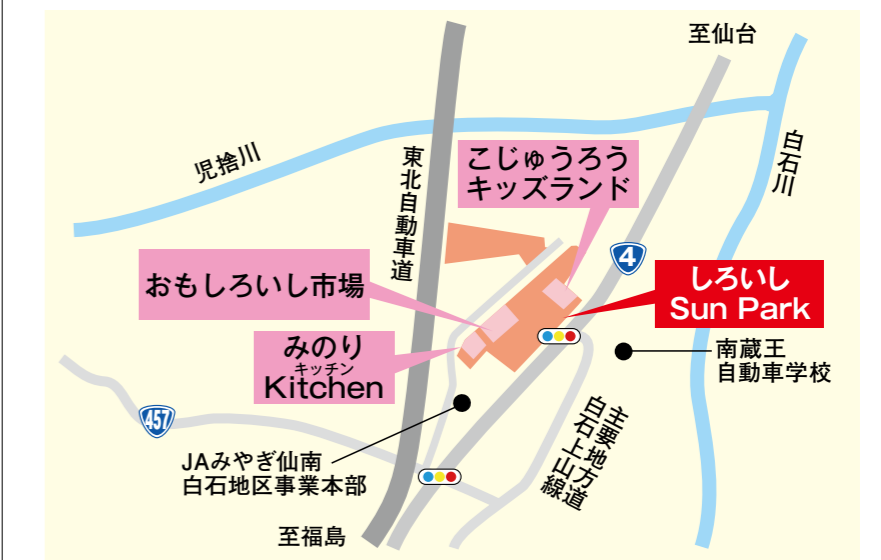 至仙台
児捨川
東北自動車道
こじゅうろう
キッズランド
白石川
4
おもしろいし市場
しろいし
Sun Park
みのり
キッチン
Kitchen
南蔵王
自動車学校
457
主要地方道
白石上山線
JAみやぎ仙南
白石地区事業本部
至福島